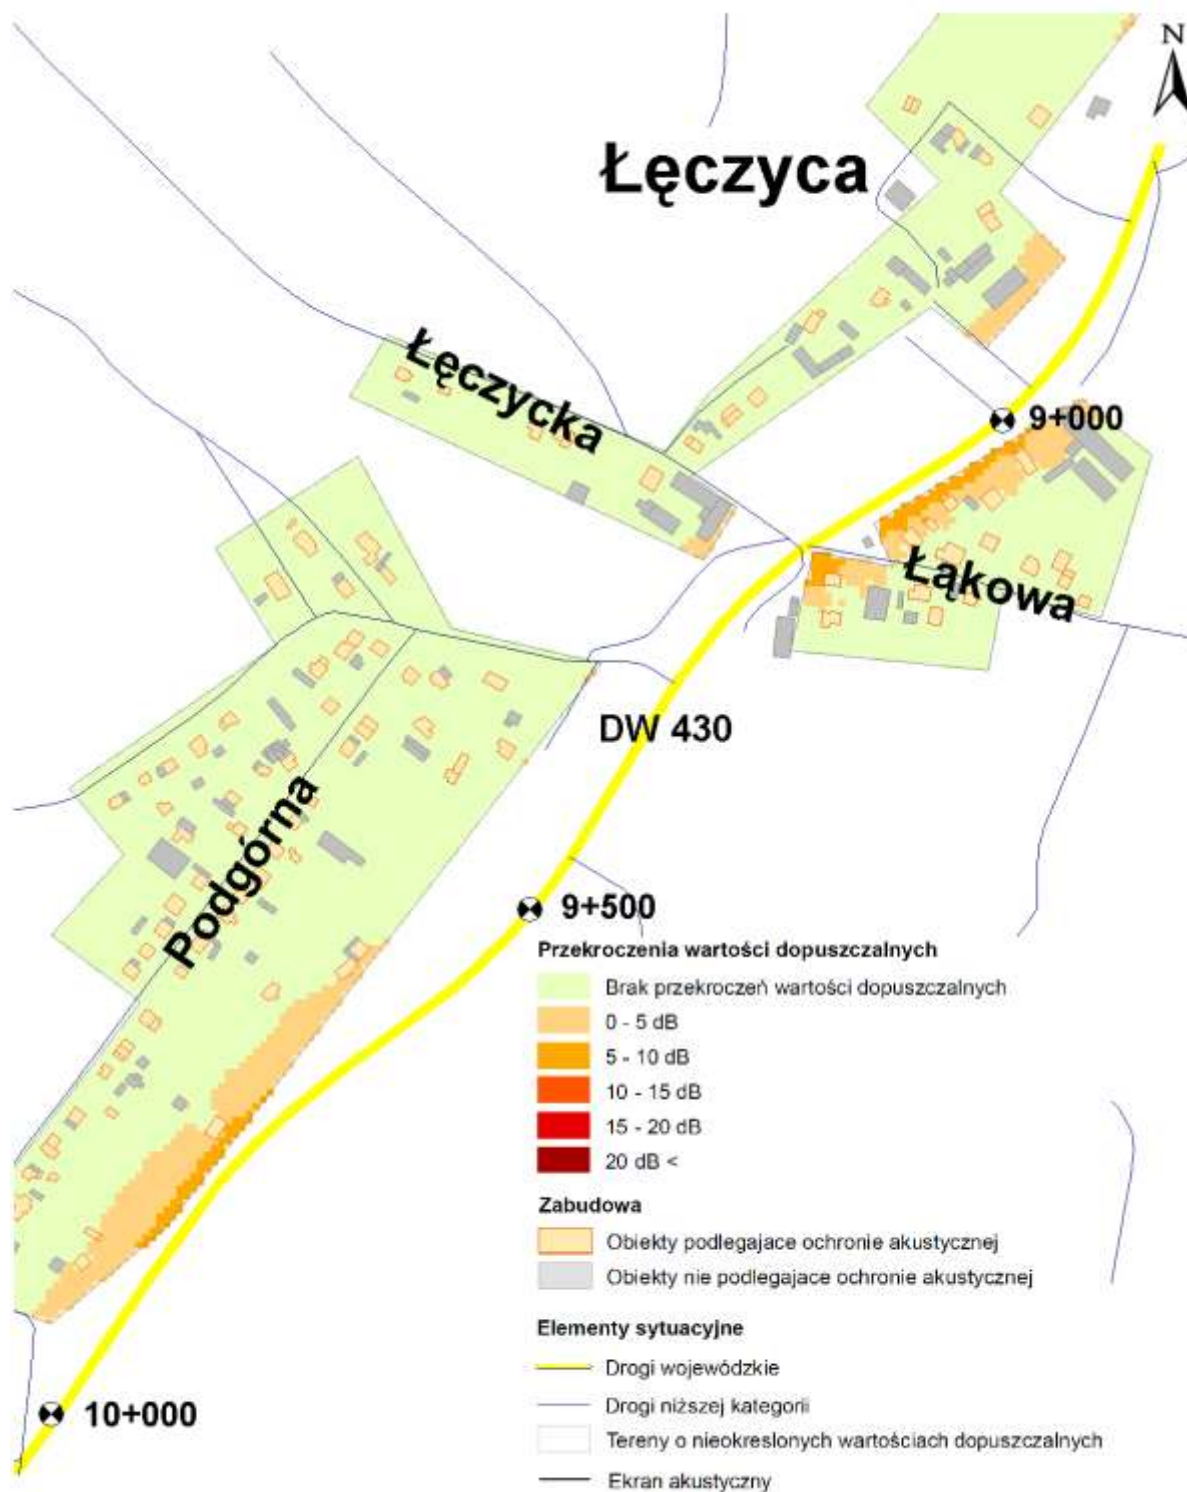 N
Łęczyca
Łęczycka
9+000
Łąkowa
DW 430
Podgórna
9+500
Przekroczenia wartości dopuszczalnych
Brak przekroczeń wartości dopuszczalnych
0 - 5 dB
5 - 10 dB
10 - 15 dB
15 - 20 dB
20 dB <
Zabudowa
Obiekty podlegajace ochronie akustycznej
Obiekty nie podlegajace ochronie akustycznej
Elementy sytuacyjne
Drogi wojewódzkie
10+000
Drogi niższej kategorii
Tereny o nieokreslonych wartościach dopuszczalnych
Ekran akustyczny